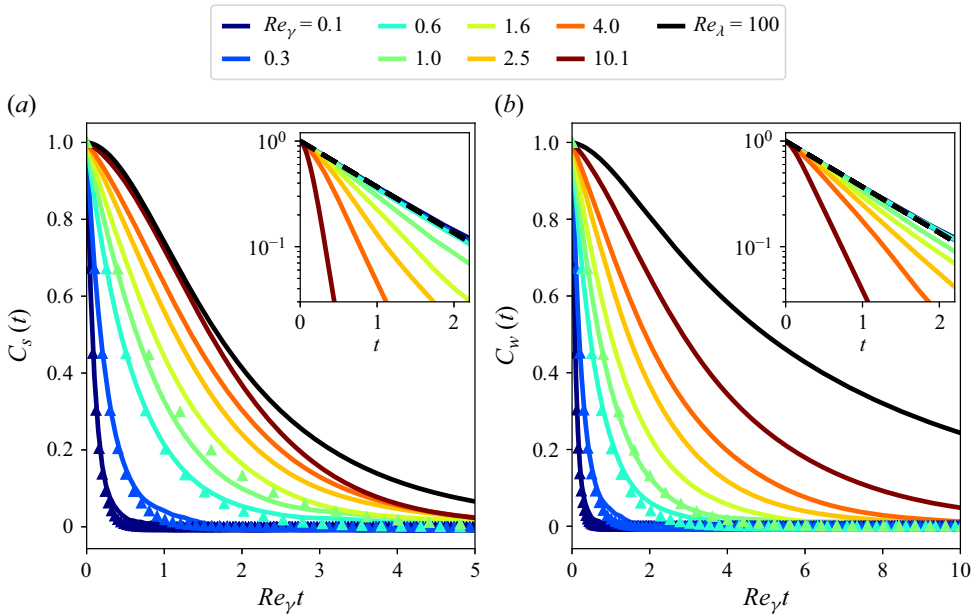 Re_γ = 0.1 0.6 1.6 4.0 Re_λ = 100
0.3 1.0 2.5 10.1
(a) (b)
1.0
0.8
0.6
0.4
0.2
0
C_s (t)
0 1 2 3 4 5
Re_γ t
10^0
10^−1
0 1 2
t
1.0
0.8
0.6
0.4
0.2
0
C_w (t)
0 2 4 6 8 10
Re_γ t
10^0
10^−1
0 1 2
t